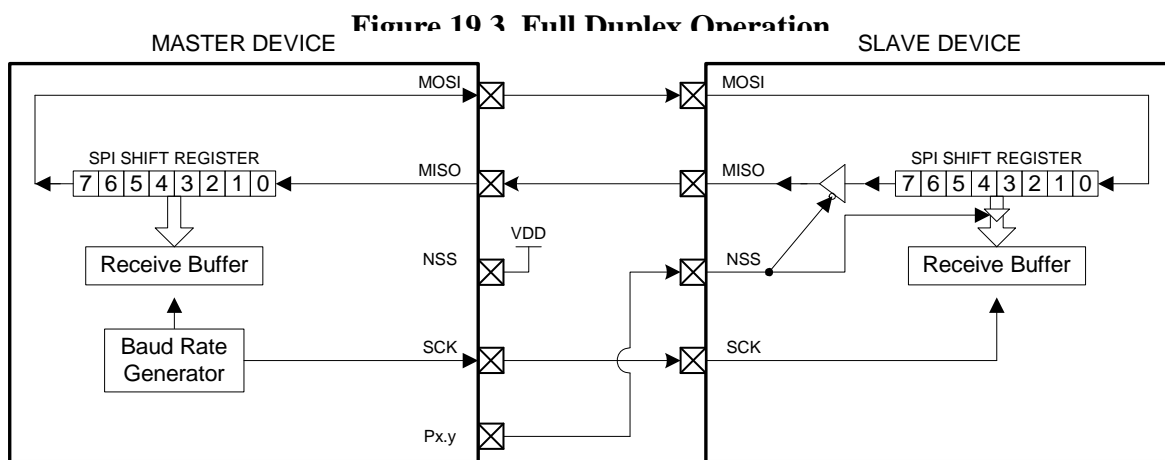 Figure 19.3. Full Duplex Operation
MASTER DEVICE
SLAVE DEVICE
MOSI
MOSI
SPI SHIFT REGISTER
7 6 5 4 3 2 1 0
MISO
MISO
SPI SHIFT REGISTER
7 6 5 4 3 2 1 0
Receive Buffer
NSS
VDD
NSS
Receive Buffer
Baud Rate
Generator
SCK
SCK
Px.y